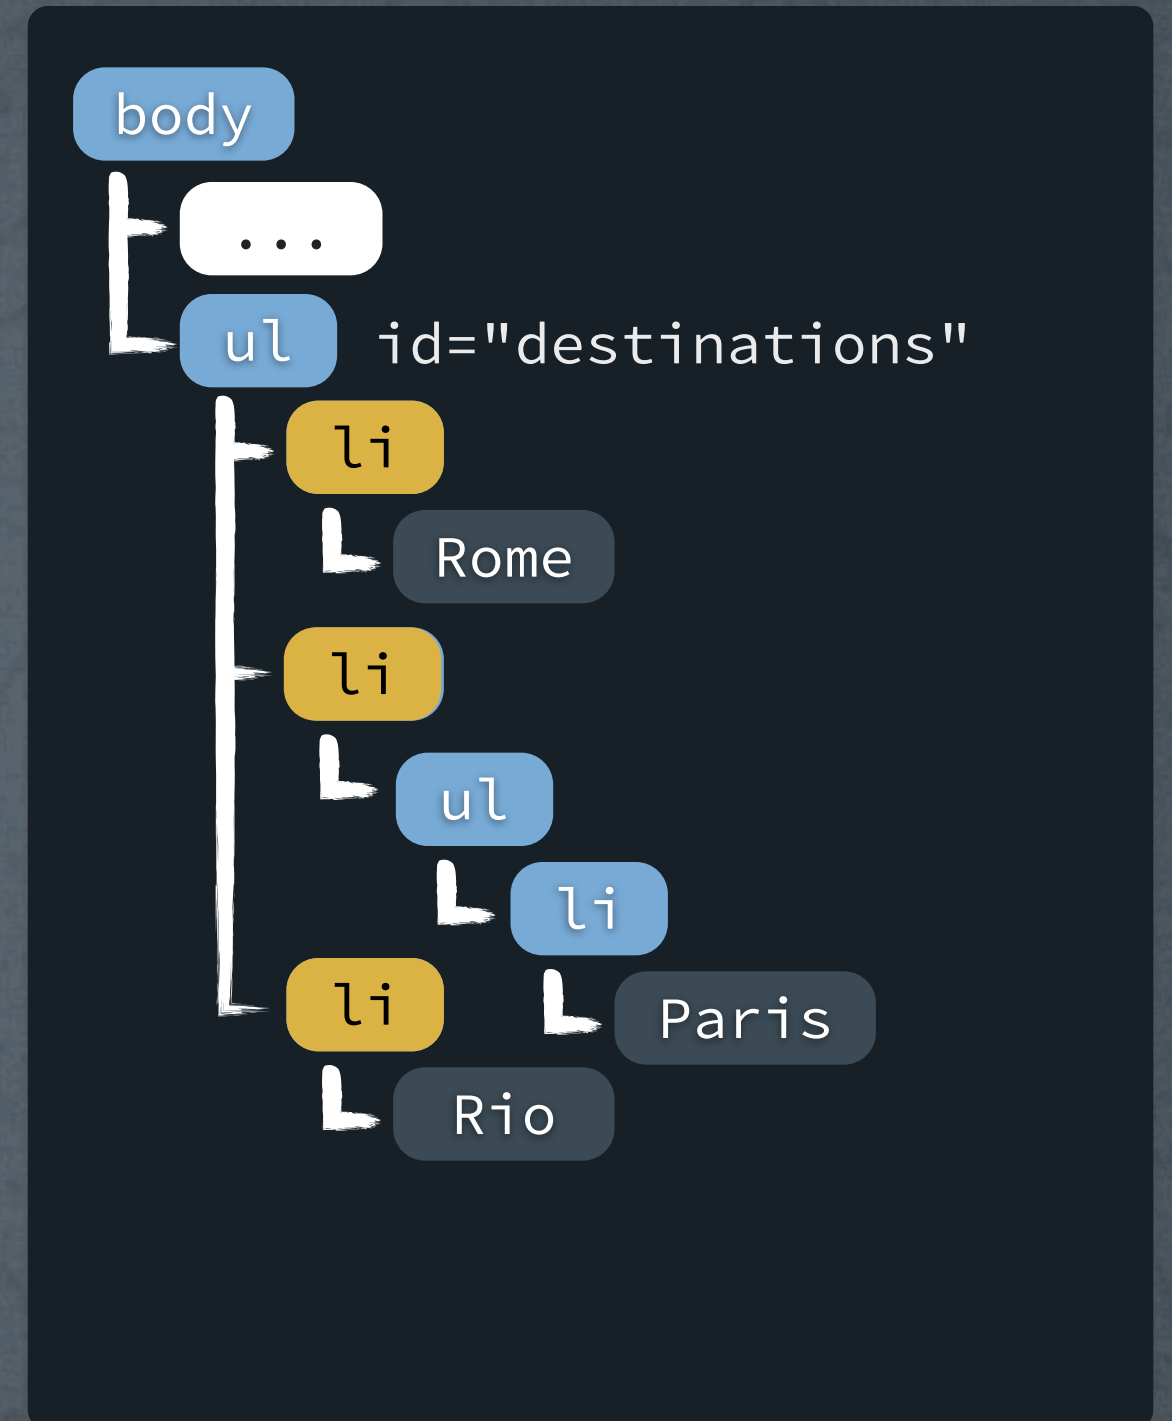 body
...
ul id="destinations"
li
Rome
li
ul
li
li
Paris
Rio